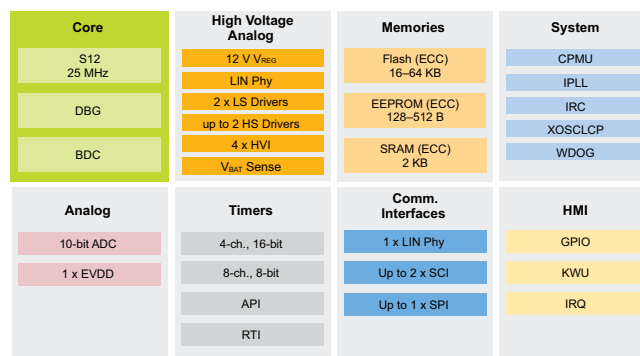 Core
S12
25 MHz
DBG
BDC
High Voltage
Analog
12 V VREG
LIN Phy
2 x LS Drivers
up to 2 HS Drivers
4 x HVI
VBAT Sense
Memories
Flash (ECC)
16–64 KB
EEPROM (ECC)
128–512 B
SRAM (ECC)
2 KB
System
CPMU
IPLL
IRC
XOSCLCP
WDOG
Analog
10-bit ADC
1 x EVDD
Timers
4-ch., 16-bit
8-ch., 8-bit
API
RTI
Comm.
Interfaces
1 x LIN Phy
Up to 2 x SCI
Up to 1 x SPI
HMI
GPIO
KWU
IRQ